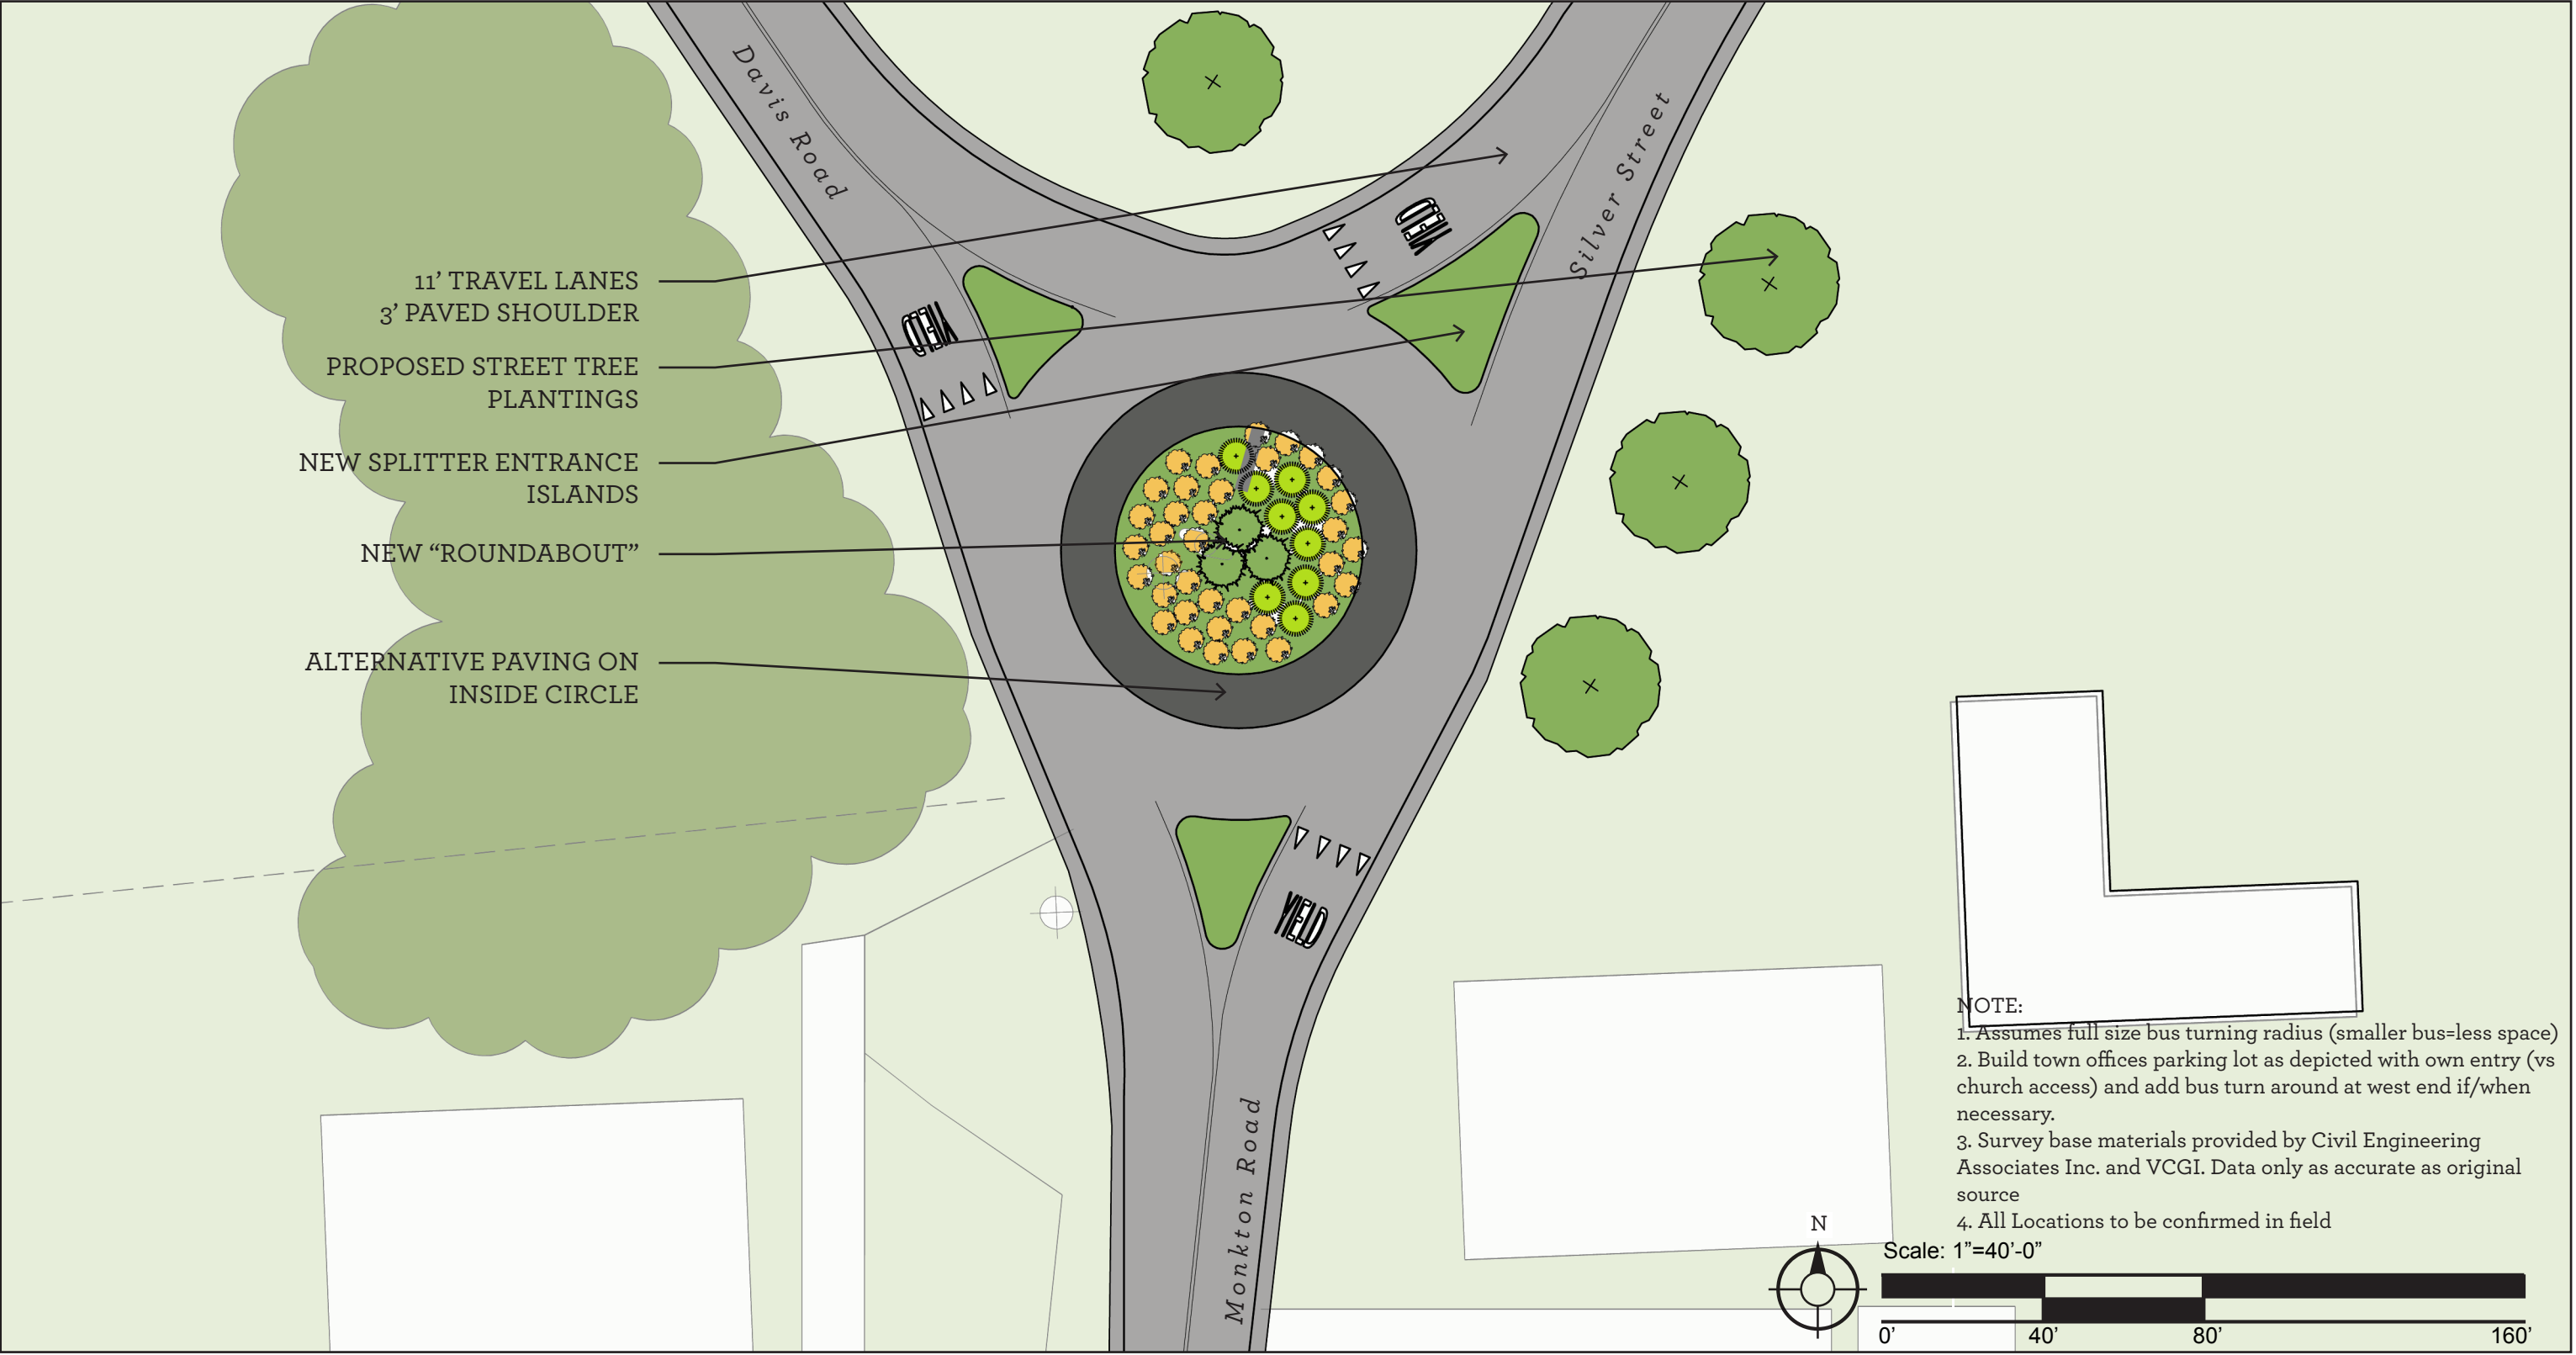 Davis Road
Silver Street
YIELD
YIELD
11’ TRAVEL LANES
3’ PAVED SHOULDER
PROPOSED STREET TREE
PLANTINGS
NEW SPLITTER ENTRANCE
ISLANDS
NEW “ROUNDABOUT”
ALTERNATIVE PAVING ON
INSIDE CIRCLE
YIELD
Monkton Road
NOTE:
1. Assumes full size bus turning radius (smaller bus=less space)
2. Build town offices parking lot as depicted with own entry (vs
church access) and add bus turn around at west end if/when
necessary.
3. Survey base materials provided by Civil Engineering
Associates Inc. and VCGI. Data only as accurate as original
source
4. All Locations to be confirmed in field
N
Scale: 1”=40’-0”
0’ 40’ 80’ 160’